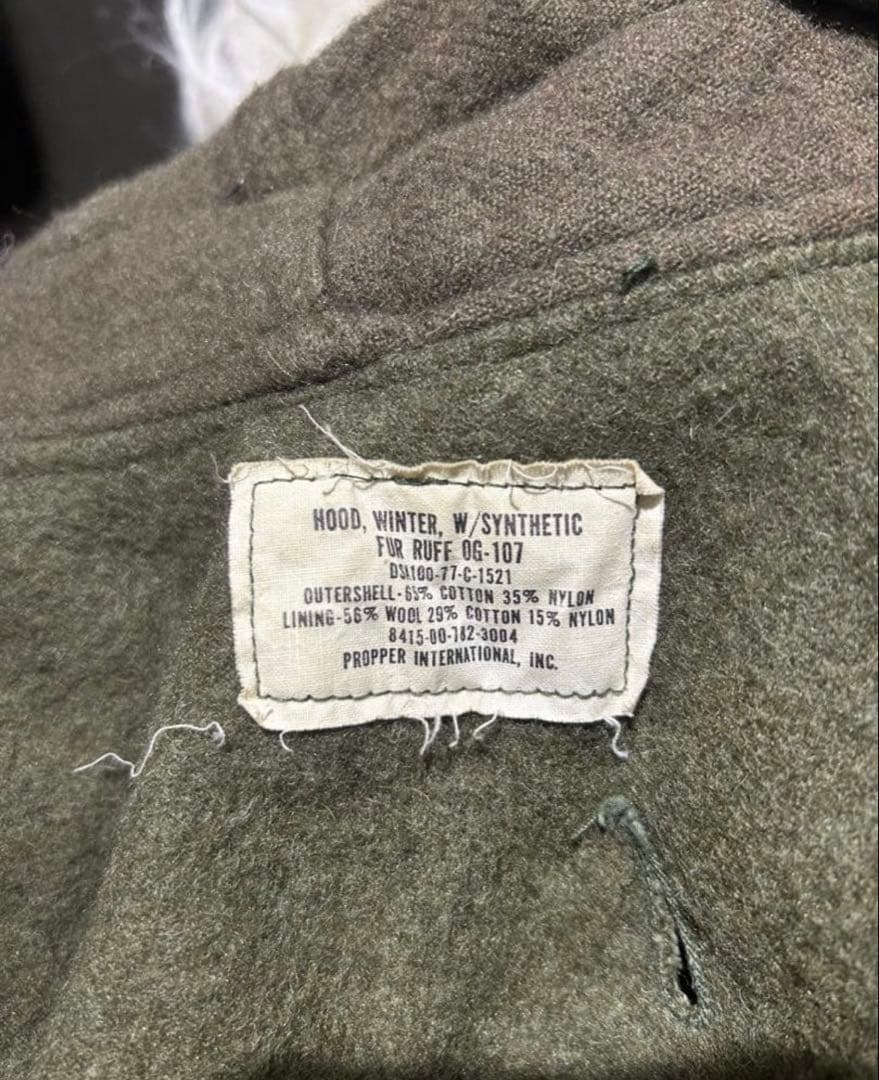 HOOD, WINTER, W/SYNTHETIC
FUR RUFF OG-107
DSA100-77-C-1521
OUTERSHELL-65% COTTON 35% NYLON
LINING-56% WOOL 29% COTTON 15% NYLON
8415-00-782-3004
PROPPER INTERNATIONAL, INC.